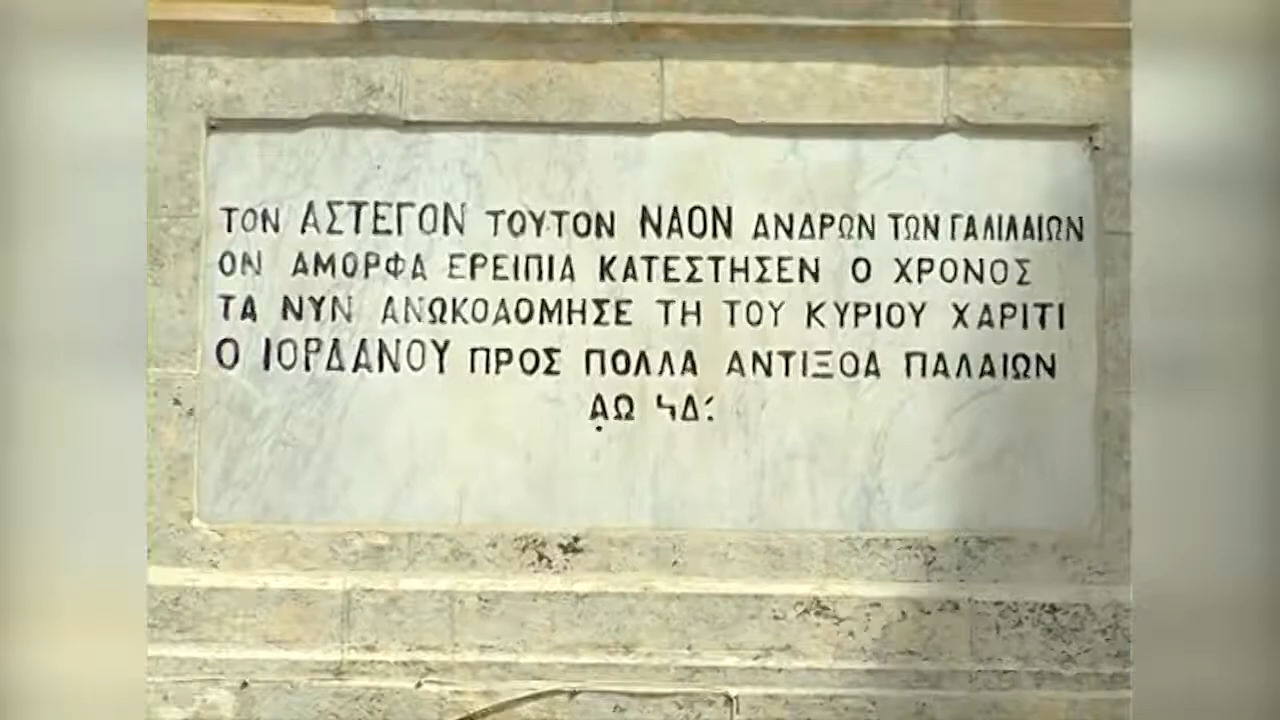 ΤΟΝ ΑΣΤΕΓΟΝ ΤΟΥΤΟΝ ΝΑΟΝ ΑΝΔΡΩΝ ΤΩΝ ΓΑΛΙΛΑΙΩΝ
ΟΝ ΑΜΟΡΦΑ ΕΡΕΙΠΙΑ ΚΑΤΕΣΤΗΣΕΝ Ο ΧΡΟΝΟΣ
ΤΑ ΝΥΝ ΑΝΩΚΟΔΟΜΗΣΕ ΤΗ ΤΟΥ ΚΥΡΙΟΥ ΧΑΡΙΤΙ
Ο ΙΟΡΔΑΝΟΥ ΠΡΟΣ ΠΟΛΛΑ ΑΝΤΙΞΟΑ ΠΑΛΑΙΩΝ
ΑΩ ϞΔ: